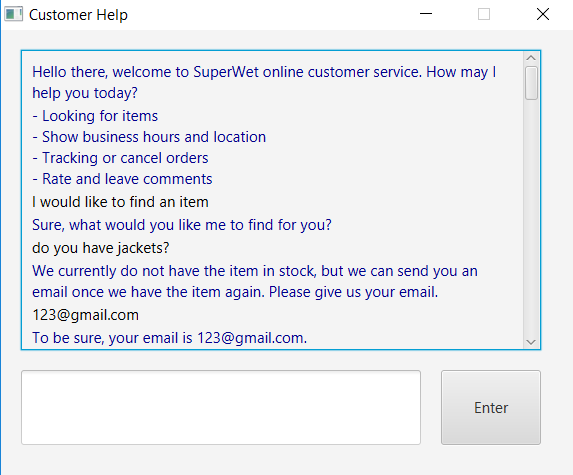 Customer Help
Hello there, welcome to SuperWet online customer service. How may I
help you today?
- Looking for items
- Show business hours and location
- Tracking or cancel orders
- Rate and leave comments
I would like to find an item
Sure, what would you like me to find for you?
do you have jackets?
We currently do not have the item in stock, but we can send you an
email once we have the item again. Please give us your email.
123@gmail.com
To be sure, your email is 123@gmail.com.
Enter